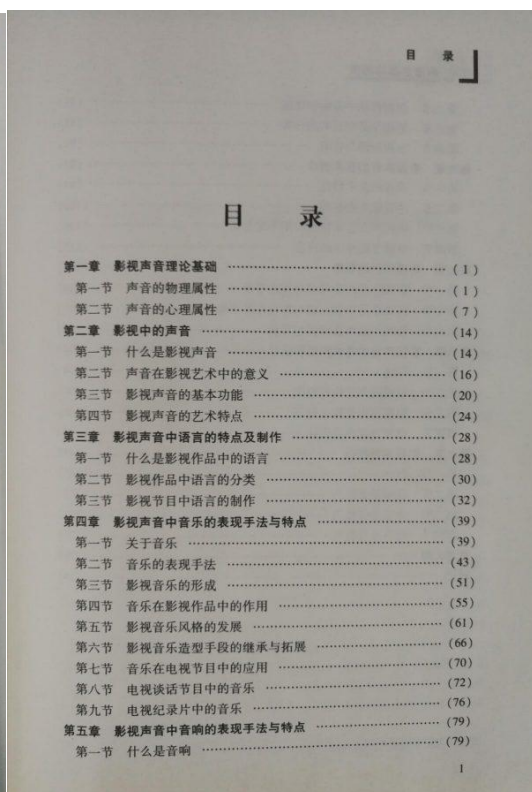 目 录
目 录
第一章 影视声音理论基础 ……………………………… (1)
第一节 声音的物理属性 ……………………………… (1)
第二节 声音的心理属性 ……………………………… (7)
第二章 影视中的声音 ……………………………… (14)
第一节 什么是影视声音 ……………………………… (14)
第二节 声音在影视艺术中的意义 ……………………………… (16)
第三节 影视声音的基本功能 ……………………………… (20)
第四节 影视声音的艺术特点 ……………………………… (24)
第三章 影视声音中语言的特点及制作 ……………………………… (28)
第一节 什么是影视作品中的语言 ……………………………… (28)
第二节 影视作品中语言的分类 ……………………………… (30)
第三节 影视节目中语言的制作 ……………………………… (32)
第四章 影视声音中音乐的表现手法与特点 ……………………………… (39)
第一节 关于音乐 ……………………………… (39)
第二节 音乐的表现手法 ……………………………… (43)
第三节 影视音乐的形成 ……………………………… (51)
第四节 音乐在影视作品中的作用 ……………………………… (55)
第五节 影视音乐风格的发展 ……………………………… (61)
第六节 影视音乐造型手段的继承与拓展 ……………………………… (66)
第七节 音乐在电视节目中的应用 ……………………………… (70)
第八节 电视谈话节目中的音乐 ……………………………… (72)
第九节 电视纪录片中的音乐 ……………………………… (76)
第五章 影视声音中音响的表现手法与特点 ……………………………… (79)
第一节 什么是音响 ……………………………… (79)
1